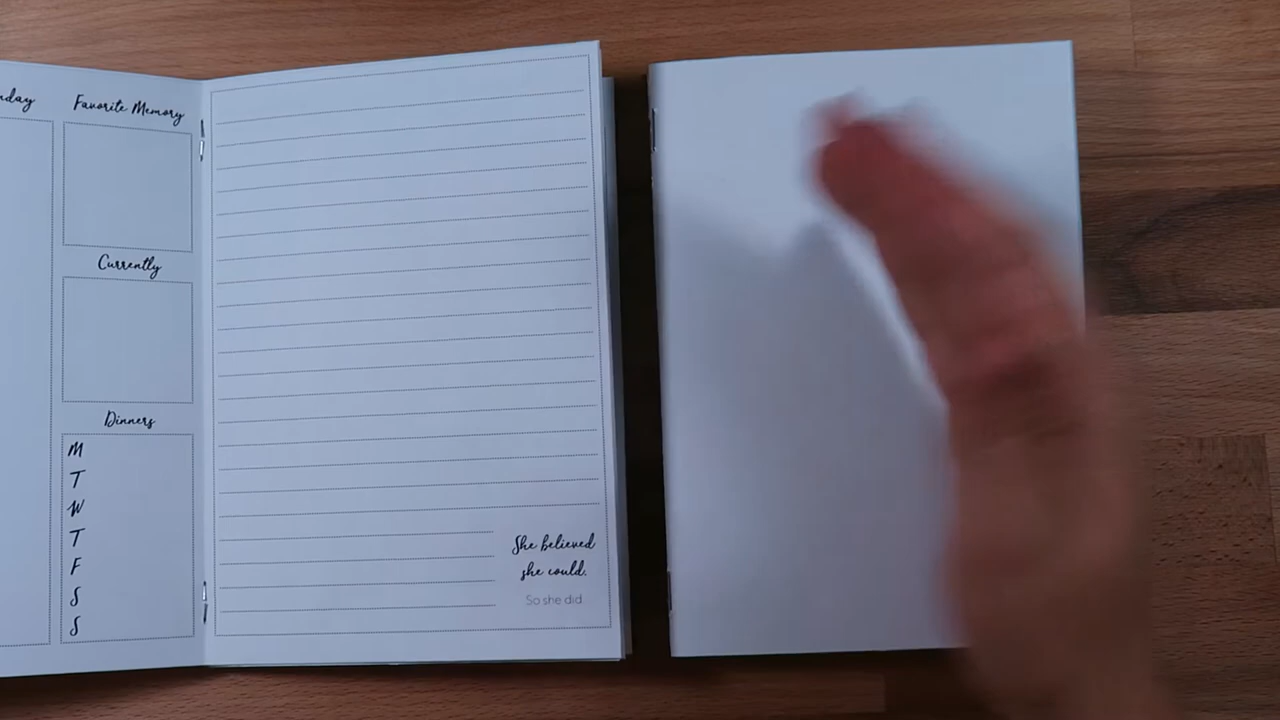 Favorite Memory
Currently
Dinners
M
T
W
T
F
S
S
She believed
she could.
So she did